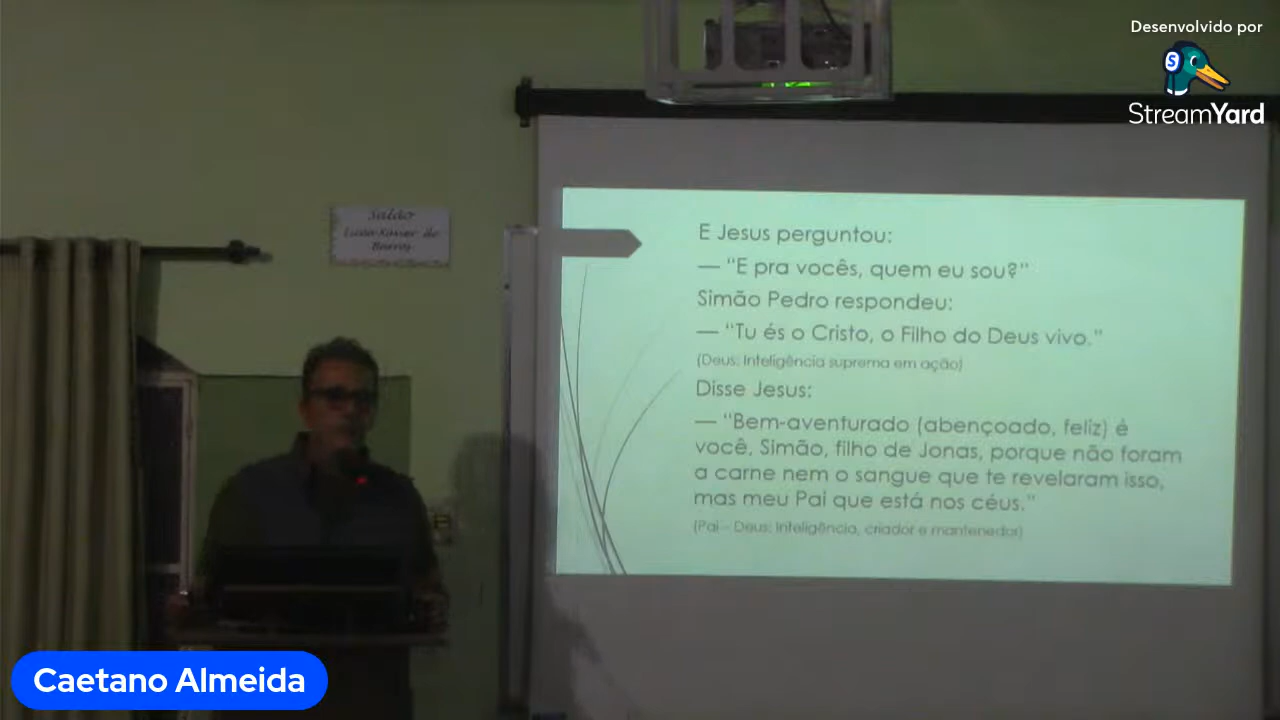 Desenvolvido por
StreamYard
Salão
E Jesus perguntou:
— “E pra vocês, quem eu sou?”
Simão Pedro respondeu:
— “Tu és o Cristo, o Filho do Deus vivo.”
(Deus: Inteligência suprema em ação)
Disse Jesus:
— “Bem-aventurado (abençoado, feliz) é
você, Simão, filho de Jonas, porque não foram
a carne nem o sangue que te revelaram isso,
mas meu Pai que está nos céus.”
(Pai – Deus: Inteligência, criador e mantenedor)
Caetano Almeida